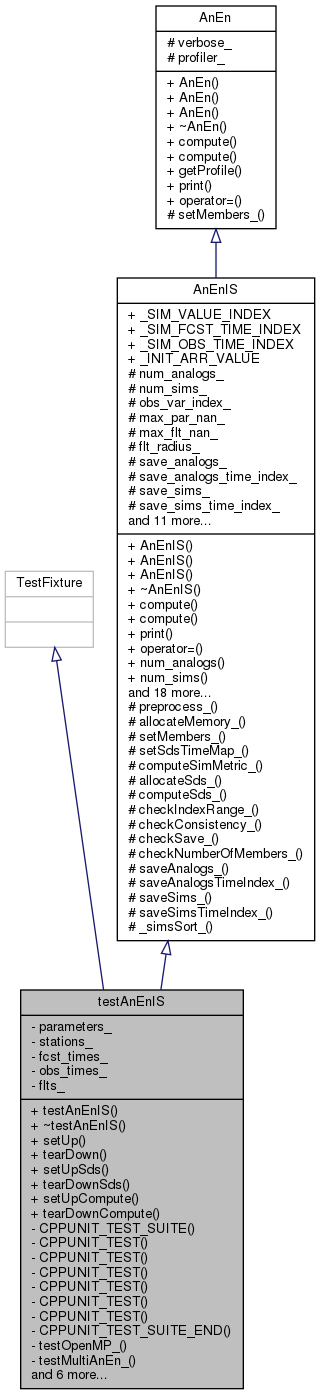 AnEn
# verbose_
# profiler_
+ AnEn()
+ AnEn()
+ AnEn()
+ ~AnEn()
+ compute()
+ compute()
+ getProfile()
+ print()
+ operator=()
# setMembers_()
AnEnIS
+ _SIM_VALUE_INDEX
+ _SIM_FCST_TIME_INDEX
+ _SIM_OBS_TIME_INDEX
+ _INIT_ARR_VALUE
# num_analogs_
# num_sims_
# obs_var_index_
# max_par_nan_
# max_flt_nan_
# flt_radius_
# save_analogs_
# save_analogs_time_index_
# save_sims_
# save_sims_time_index_
and 11 more...
+ AnEnIS()
+ AnEnIS()
+ AnEnIS()
+ ~AnEnIS()
+ compute()
+ compute()
+ print()
+ operator=()
+ num_analogs()
+ num_sims()
and 18 more...
# preprocess_()
# allocateMemory_()
# setMembers_()
# setSdsTimeMap_()
# computeSimMetric_()
# allocateSds_()
# computeSds_()
# checkIndexRange_()
# checkConsistency_()
# checkSave_()
# checkNumberOfMembers_()
# saveAnalogs_()
# saveAnalogsTimeIndex_()
# saveSims_()
# saveSimsTimeIndex_()
# _simsSort_()
TestFixture
testAnEnIS
- parameters_
- stations_
- fcst_times_
- obs_times_
- flts_
+ testAnEnIS()
+ ~testAnEnIS()
+ setUp()
+ tearDown()
+ setUpSds()
+ tearDownSds()
+ setUpCompute()
+ tearDownCompute()
- CPPUNIT_TEST_SUITE()
- CPPUNIT_TEST()
- CPPUNIT_TEST()
- CPPUNIT_TEST()
- CPPUNIT_TEST()
- CPPUNIT_TEST()
- CPPUNIT_TEST()
- CPPUNIT_TEST_SUITE_END()
- testOpenMP_()
- testMultiAnEn_()
and 6 more...